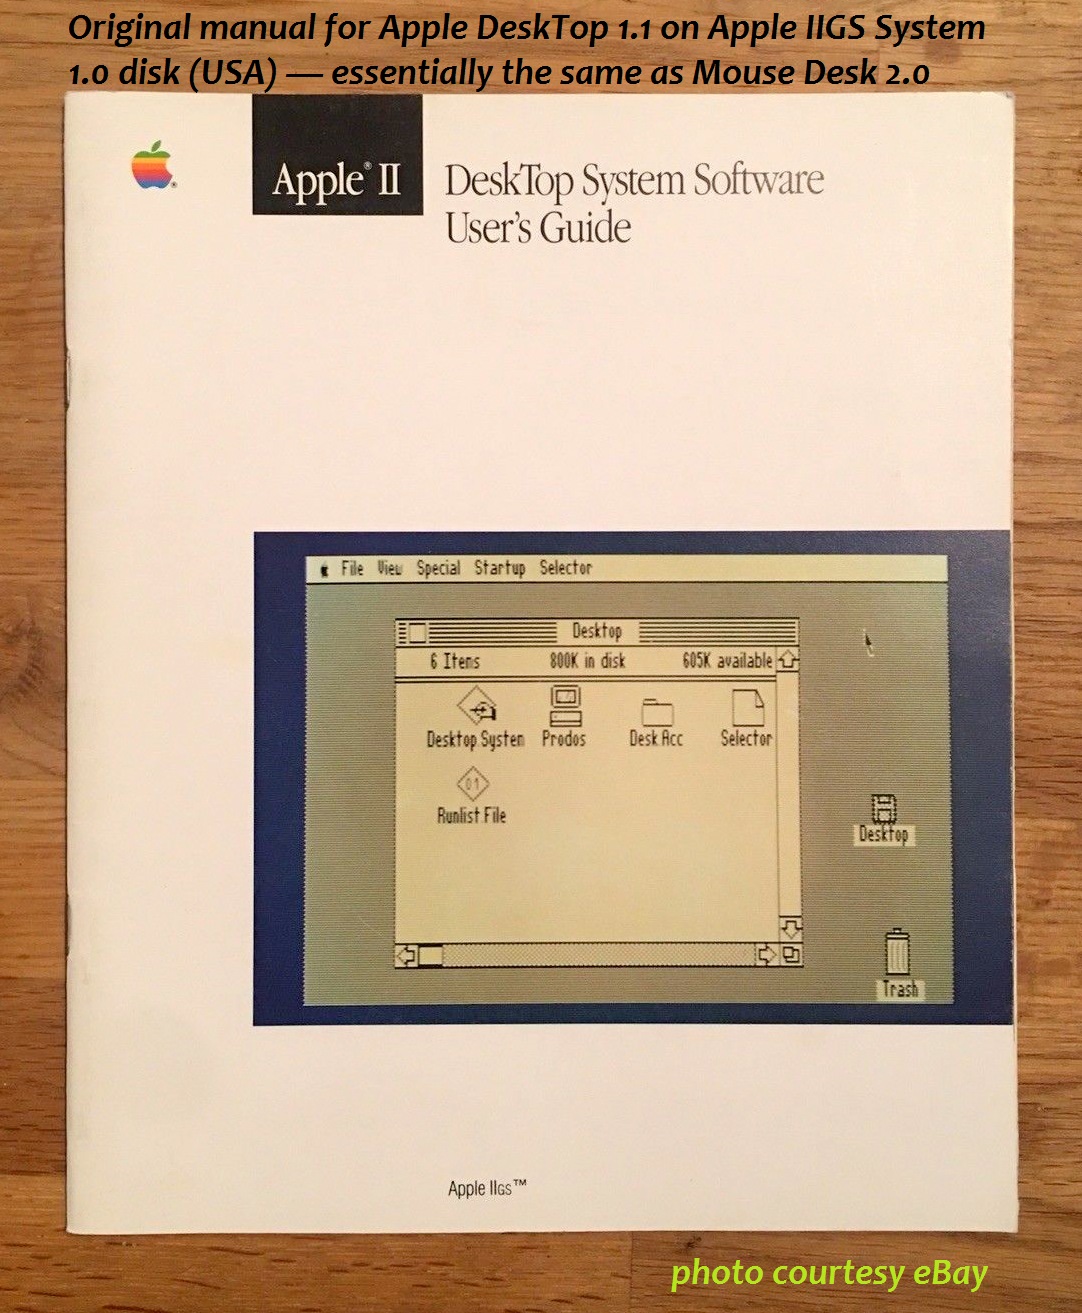 Original manual for Apple DeskTop 1.1 on Apple IIGS System
1.0 disk (USA) — essentially the same as Mouse Desk 2.0
Apple® II
DeskTop System Software
User's Guide
File View Special Startup Selector
Desktop
6 Items 800K in disk 605K available
Desktop System Prodos Desk Acc Selector
01
Runlist File
Desktop
Trash
Apple IIGS™
photo courtesy eBay